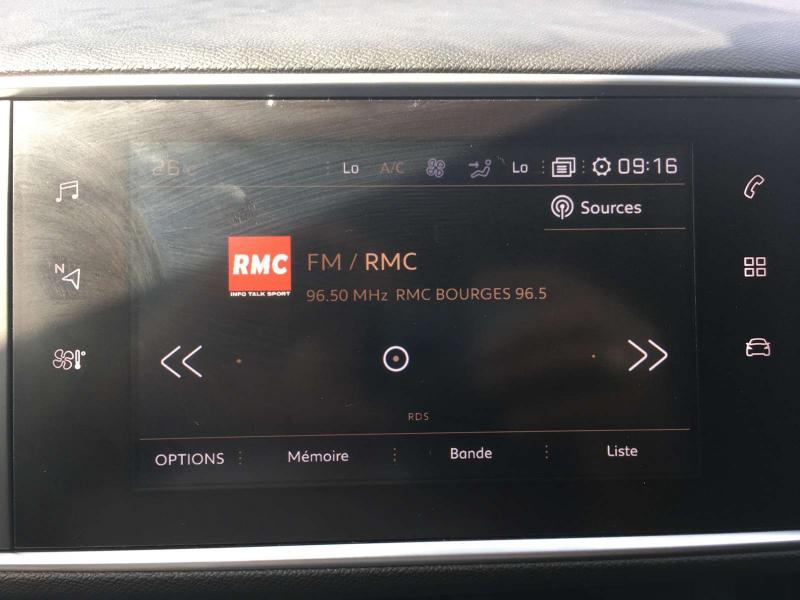 26°C Lo A/C Lo 09:16
Sources
N
RMC
INFO TALK SPORT
FM / RMC
96.50 MHz RMC BOURGES 96.5
RDS
OPTIONS Mémoire Bande Liste